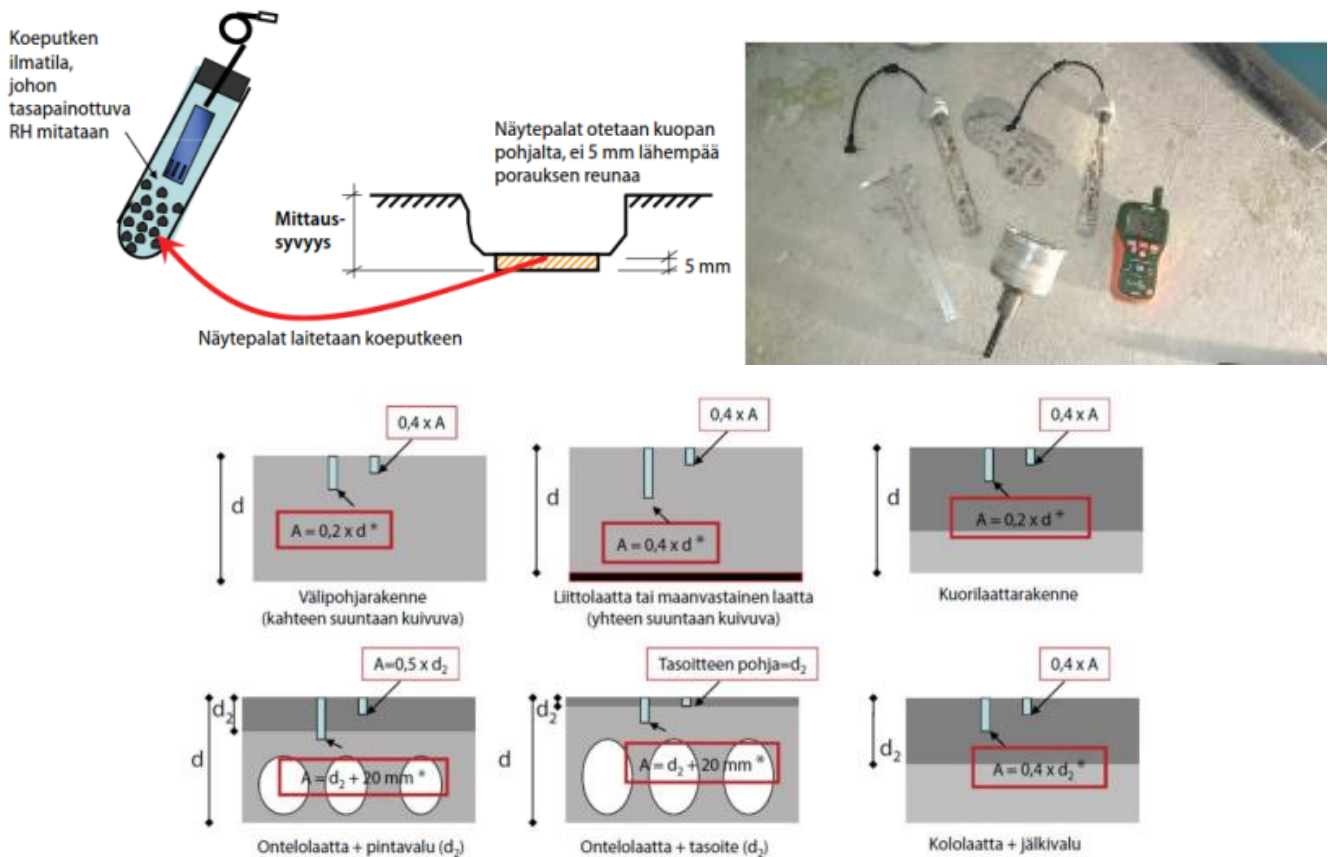 Koeputken
ilmatila,
johon
tasapainottuva
RH mitataan
Näytepalat otetaan kuopan
pohjalta, ei 5 mm lähempää
porauksen reunaa
Mittaus-
syvyys
5 mm
Näytepalat laitetaan koeputkeen
0,4 x A
d
A = 0,2 x d *
Välipohjarakenne
(kahteen suuntaan kuivuva)
0,4 x A
d
A = 0,4 x d *
Liittolaatta tai maanvastainen laatta
(yhteen suuntaan kuivuva)
0,4 x A
d
A = 0,2 x d *
Kuorilaattarakenne
A=0,5 x d₂
d₂
d
A = d₂ + 20 mm *
Ontelolaatta + pintavalu (d₂)
Tasoitteen pohja=d₂
d₂
d
A = d₂ + 20 mm *
Ontelolaatta + tasoite (d₂)
0,4 x A
d₂
A = 0,4 x d₂ *
Kololaatta + jälkivalu